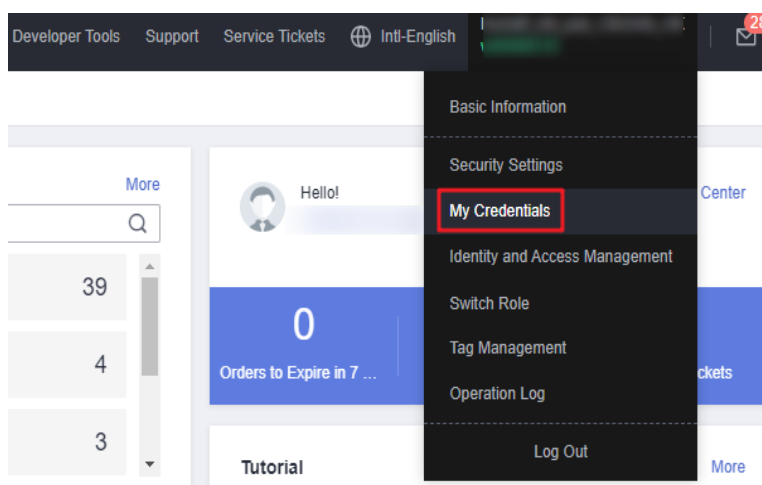 Developer Tools Support Service Tickets Intl-English
28
Basic Information
Security Settings
More
Hello!
My Credentials
Center
Identity and Access Management
39
Switch Role
0
Tag Management
4
Orders to Expire in 7 ...
ckets
Operation Log
3
Log Out
Tutorial
More